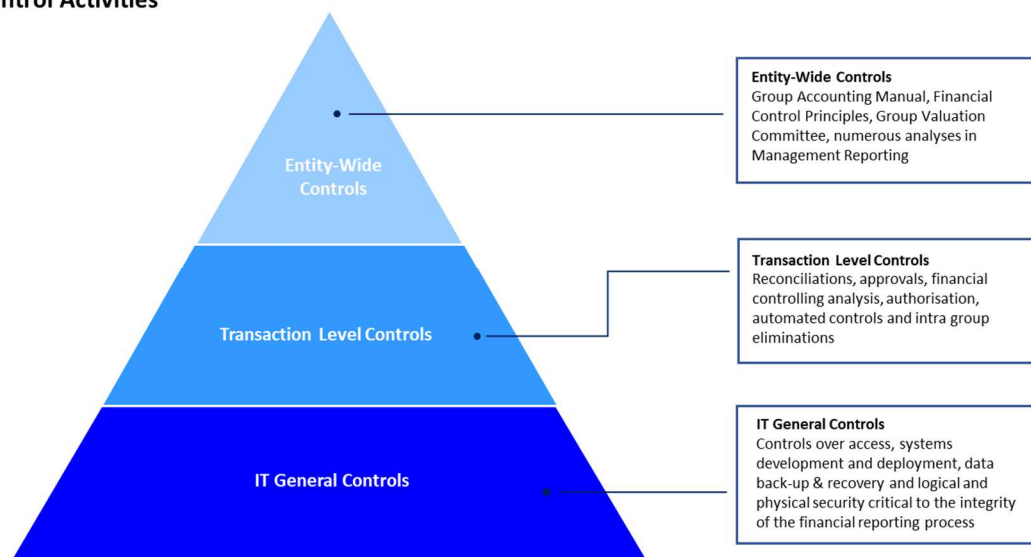 Activities
Entity-Wide
Controls
Entity-Wide Controls
Group Accounting Manual, Financial
Control Principles, Group Valuation
Committee, numerous analyses in
Management Reporting
Transaction Level Controls
Transaction Level Controls
Reconciliations, approvals, financial
controlling analysis, authorisation,
automated controls and intra group
eliminations
IT General Controls
IT General Controls
Controls over access, systems
development and deployment, data
back-up & recovery and logical and
physical security critical to the integrity
of the financial reporting process